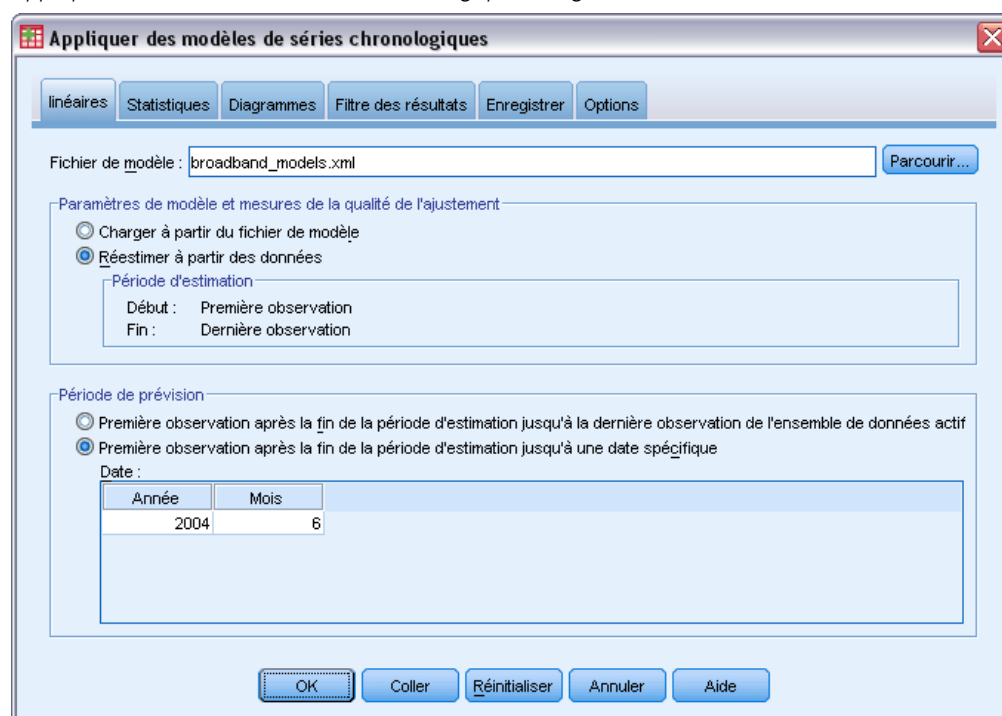 Appliquer des modèles de séries chronologiques
linéaires Statistiques Diagrammes Filtre des résultats Enregistrer Options
Fichier de modèle : broadband_models.xml Parcourir...
Paramètres de modèle et mesures de la qualité de l'ajustement
Charger à partir du fichier de modèle
Réestimer à partir des données
Période d'estimation
Début : Première observation
Fin : Dernière observation
Période de prévision
Première observation après la fin de la période d'estimation jusqu'à la dernière observation de l'ensemble de données actif
Première observation après la fin de la période d'estimation jusqu'à une date spécifique
Date :
Année Mois
2004 6
OK Coller Réinitialiser Annuler Aide